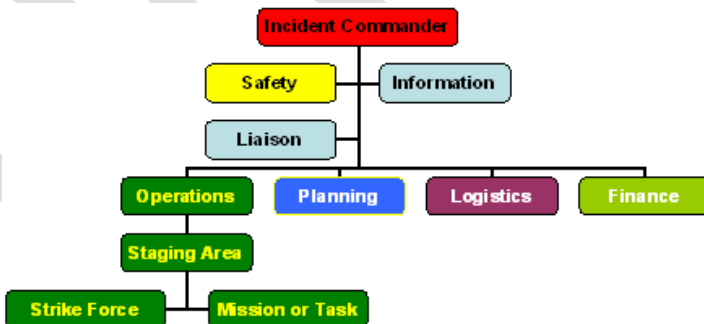 Incident Commander
Safety
Information
Liaison
Operations
Planning
Logistics
Finance
Staging Area
Strike Force
Mission or Task